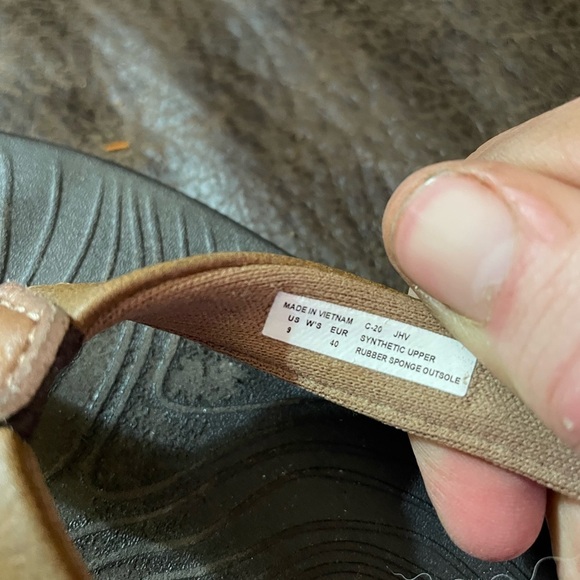 MADE IN VIETNAM C-20 JHV
US W'S EUR SYNTHETIC UPPER
9 40 RUBBER SPONGE OUTSOLE